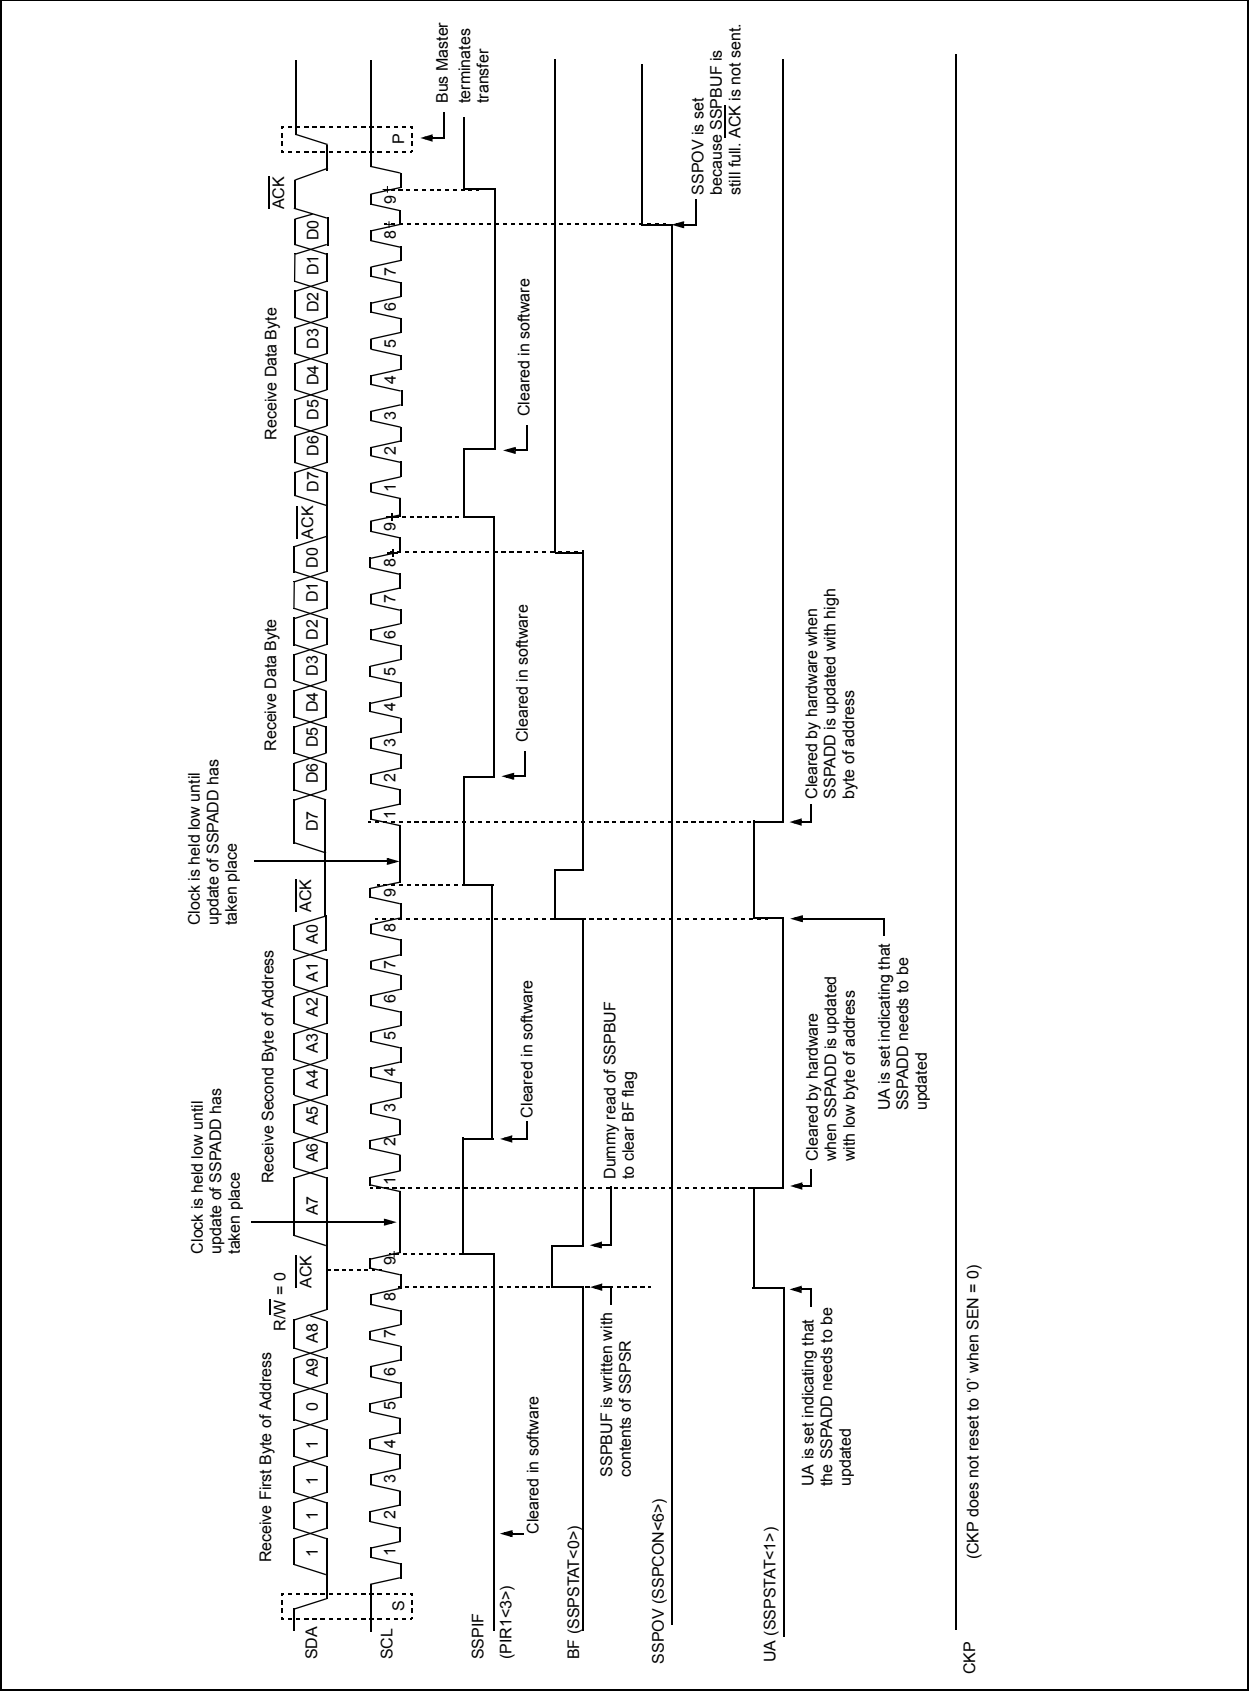 Clock is held low until
update of SSPADD has
taken place
Clock is held low until
update of SSPADD has
taken place
Receive First Byte of Address
R/W = 0
Receive Second Byte of Address
Receive Data Byte
Receive Data Byte
ACK
SDA
1 1 1 1 0 A9 A8 ACK A7 A6 A5 A4 A3 A2 A1 A0 ACK D7 D6 D5 D4 D3 D2 D1 D0 ACK D7 D6 D5 D4 D3 D2 D1 D0
SCL
S 1 2 3 4 5 6 7 8 9 1 2 3 4 5 6 7 8 9 1 2 3 4 5 6 7 8 9 1 2 3 4 5 6 7 8 9 P
Bus Master
terminates
transfer
SSPIF
(PIR1<3>)
Cleared in software
Cleared in software
Cleared in software
Cleared in software
BF (SSPSTAT<0>)
SSPBUF is written with
contents of SSPSR
Dummy read of SSPBUF
to clear BF flag
SSPOV (SSPCON<6>)
SSPOV is set
because SSPBUF is
still full. ACK is not sent.
UA (SSPSTAT<1>)
UA is set indicating that
the SSPADD needs to be
updated
Cleared by hardware
when SSPADD is updated
with low byte of address
UA is set indicating that
SSPADD needs to be
updated
Cleared by hardware when
SSPADD is updated with high
byte of address
CKP
(CKP does not reset to ‘0’ when SEN = 0)